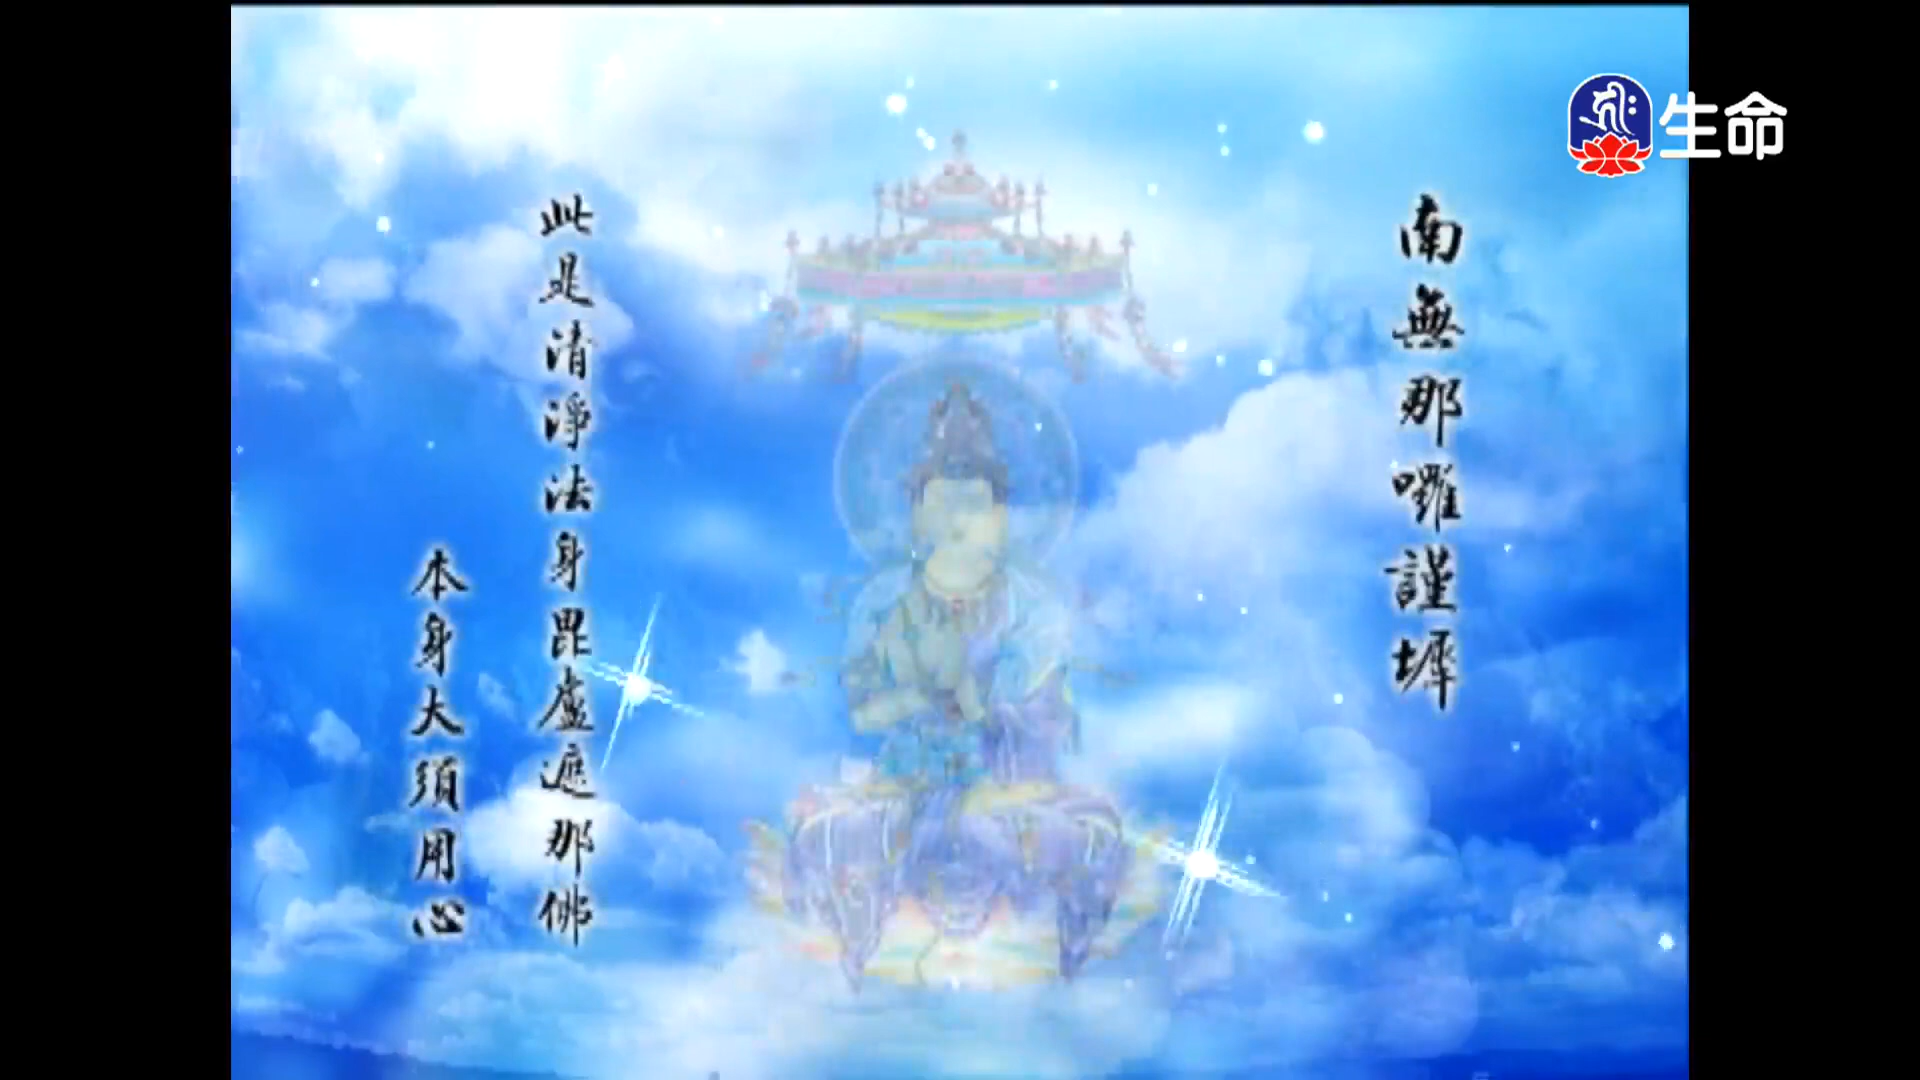 南無那囉謹墀
此是清淨法身毘盧遮那佛
本身大須用心
生命